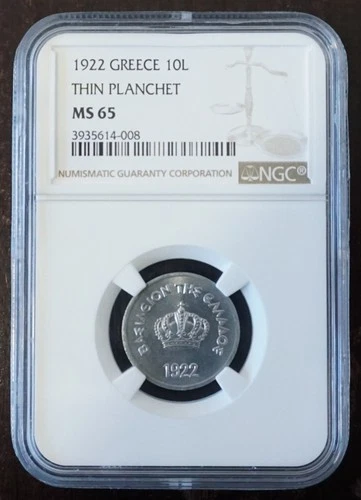 1922 GREECE 10L
THIN PLANCHET
MS 65
3935614-008
NUMISMATIC GUARANTY CORPORATION
NGC®
ΒΑΣΙΛΕΙΟΝ ΤΗΣ ΕΛΛΑΔΟΣ
1922